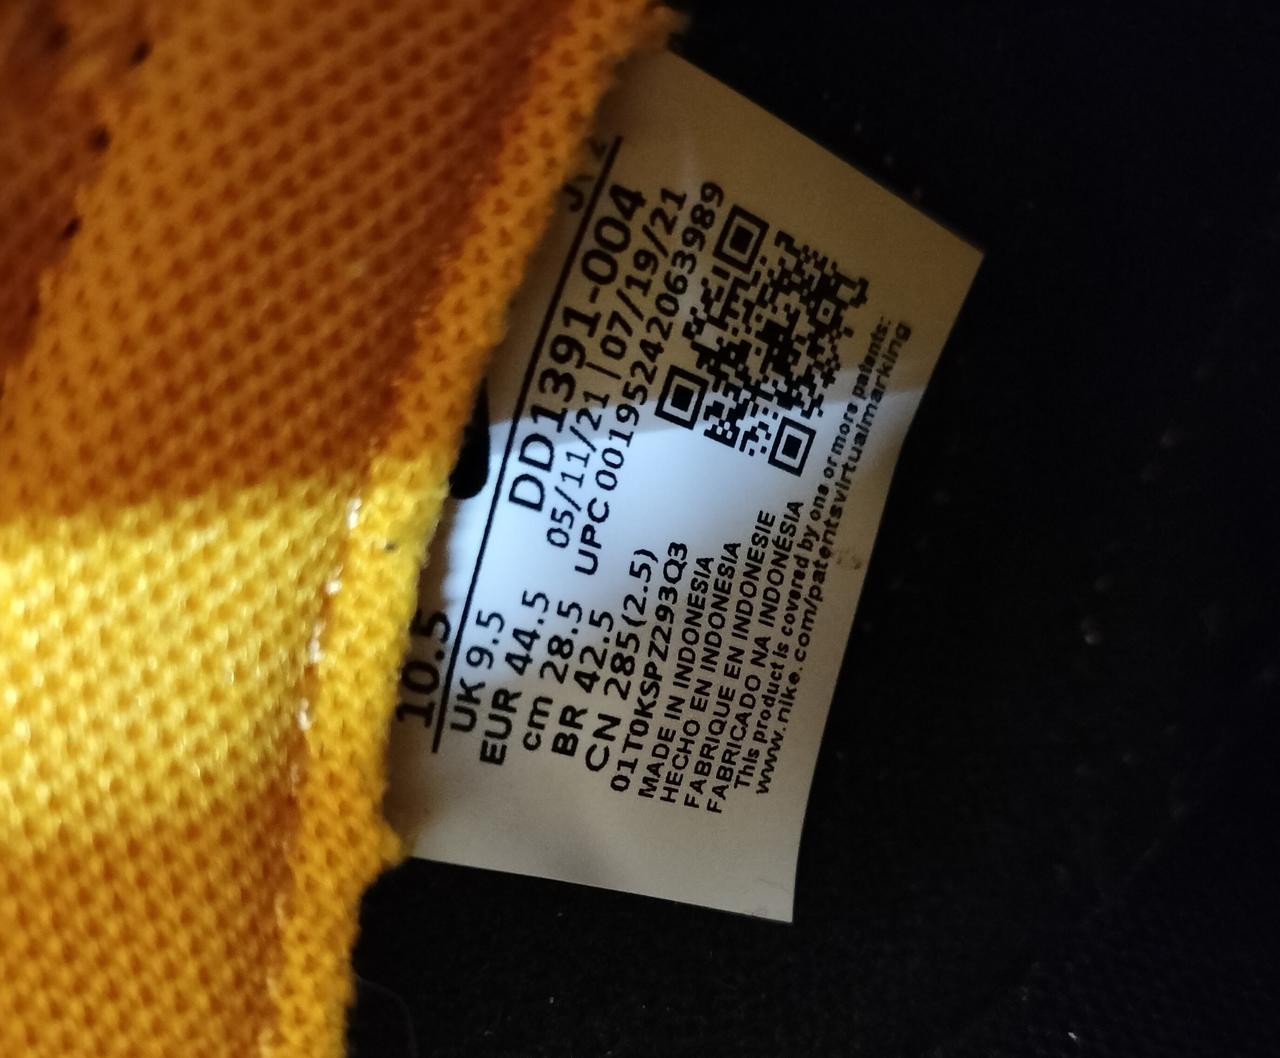 10.5
UK 9.5
EUR 44.5
cm 28.5
BR 42.5
CN 285(2.5)
DD1391-004
05/11/21 | 07/19/21
UPC 00195242063989
01T0KSPZZ93Q3
MADE IN INDONESIA
HECHO EN INDONESIA
FABRIQUE EN INDONESIE
FABRICADO NA INDONÉSIA
This product is covered by one or more patents:
www.nike.com/patentsvirtualmarking